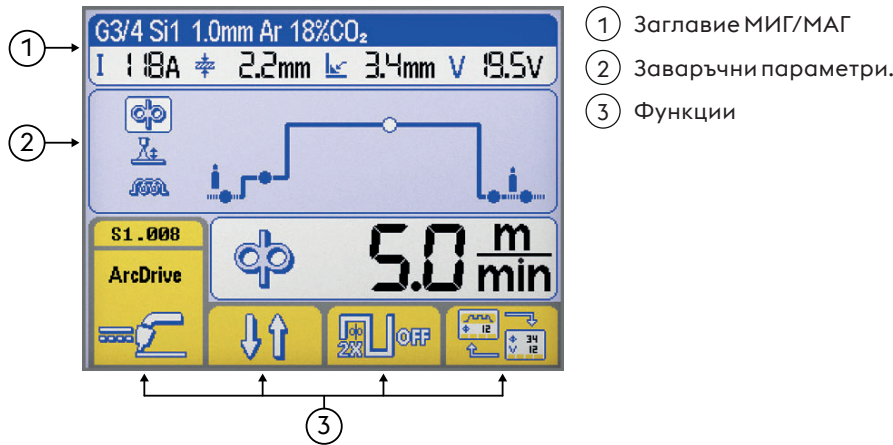 G3/4 Si1 1.0mm Ar 18%CO₂
I 118A 2.2mm 3.4mm V 19.5V
S1.008
ArcDrive
5.0 m/min
2X OFF
12
34
V 12
1 Заглавие МИГ/МАГ
2 Заваръчни параметри.
3 Функции
1
2
3